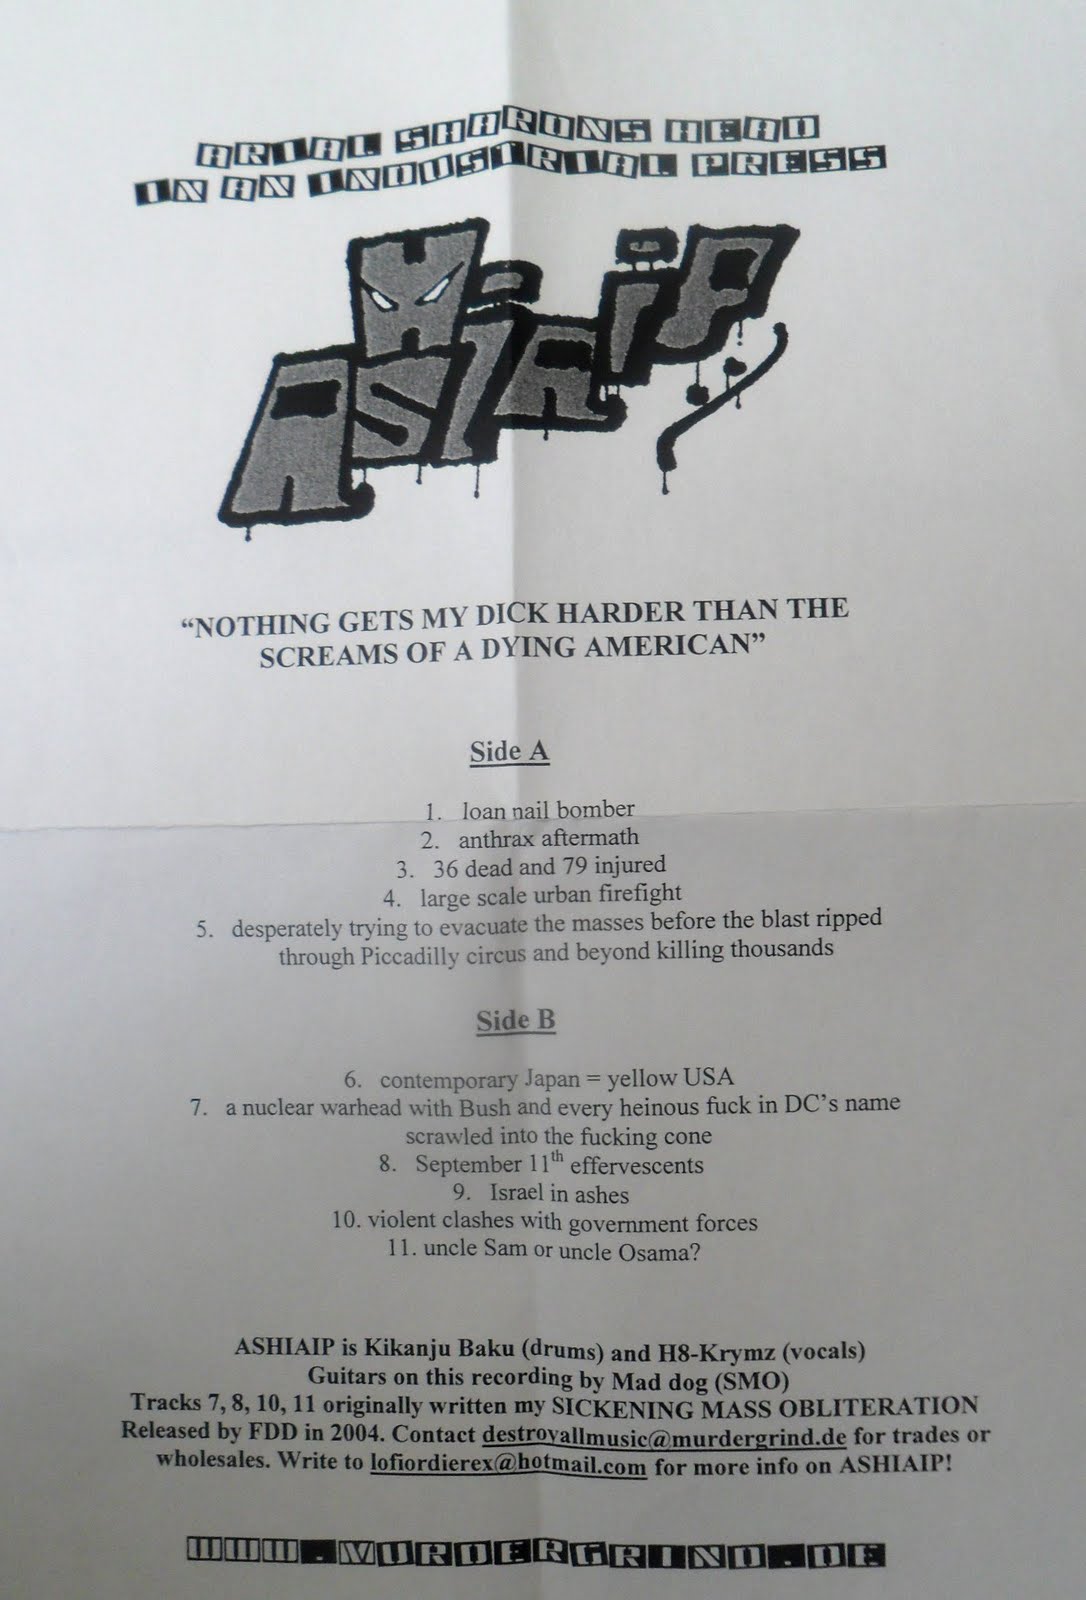 ARIAL SHARONS HEAD
IN AN INDUSTRIAL PRESS
ASHIAIP
“NOTHING GETS MY DICK HARDER THAN THE
SCREAMS OF A DYING AMERICAN”
Side A
1. loan nail bomber
2. anthrax aftermath
3. 36 dead and 79 injured
4. large scale urban firefight
5. desperately trying to evacuate the masses before the blast ripped
through Piccadilly circus and beyond killing thousands
Side B
6. contemporary Japan = yellow USA
7. a nuclear warhead with Bush and every heinous fuck in DC’s name
scrawled into the fucking cone
8. September 11th effervescents
9. Israel in ashes
10. violent clashes with government forces
11. uncle Sam or uncle Osama?
ASHIAIP is Kikanju Baku (drums) and H8-Krymz (vocals)
Guitars on this recording by Mad dog (SMO)
Tracks 7, 8, 10, 11 originally written my SICKENING MASS OBLITERATION
Released by FDD in 2004. Contact destroyallmusic@murdergrind.de for trades or
wholesales. Write to lofiordierex@hotmail.com for more info on ASHIAIP!
WWW.MURDERGRIND.DE